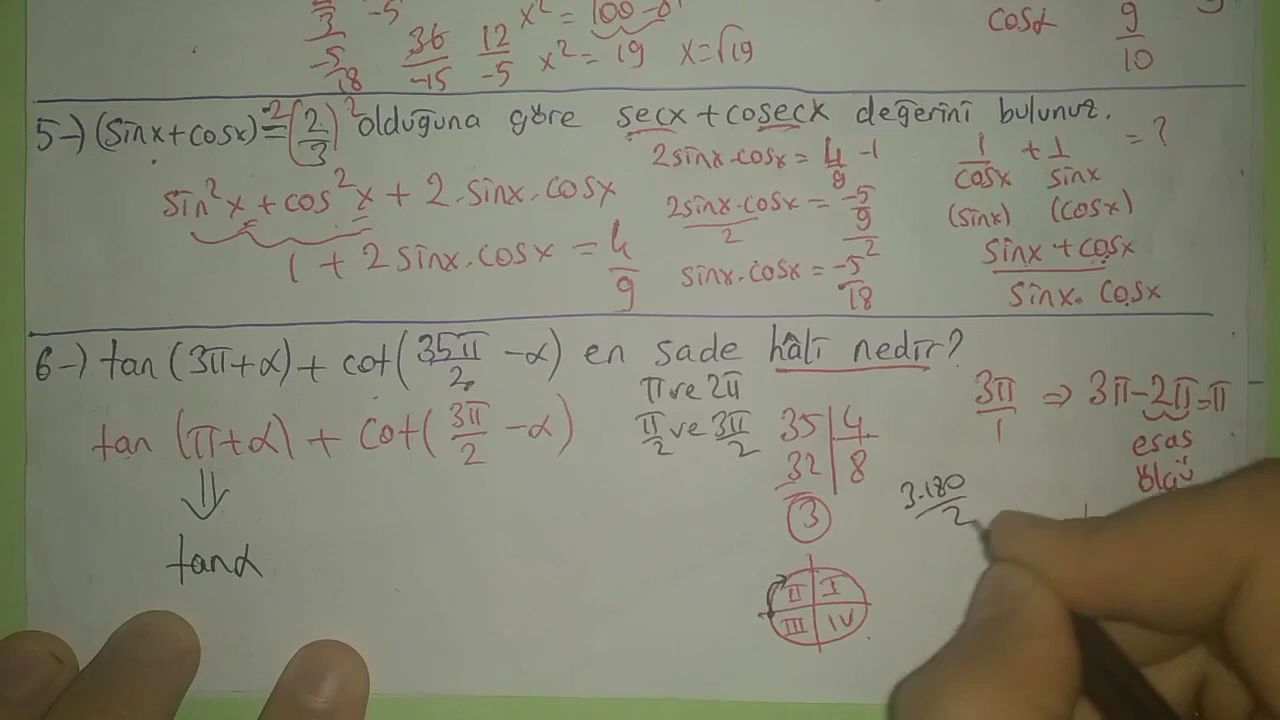 3 -5 x² = 100-81
-5/18 36/-15 12/-5 x² = 19 x=√19
cosα 9/10
5-) (sinx+cosx)²=(2/3)² olduğuna göre secx+cosecx değerini bulunuz.
sin²x+cos²x+2.sinx.cosx
1+2sinx.cosx = 4/9
2sinx.cosx = 4/9 -1
2sinx.cosx/2 = -5/9/2
sinx.cosx = -5/18
1/cosx + 1/sinx = ?
(sinx) (cosx)
sinx+cosx
sinx.cosx
6-) tan(3π+α)+cot(35π/2 -α) en sade hâli nedir?
tan(π+α)+cot(3π/2 -α)
⇓
tanα
π ve 2π
π/2 ve 3π/2
35 4
32 8
3
II I
III IV
3π/1 ⇒ 3π-2π=π
esas
ölçü
3.180/2